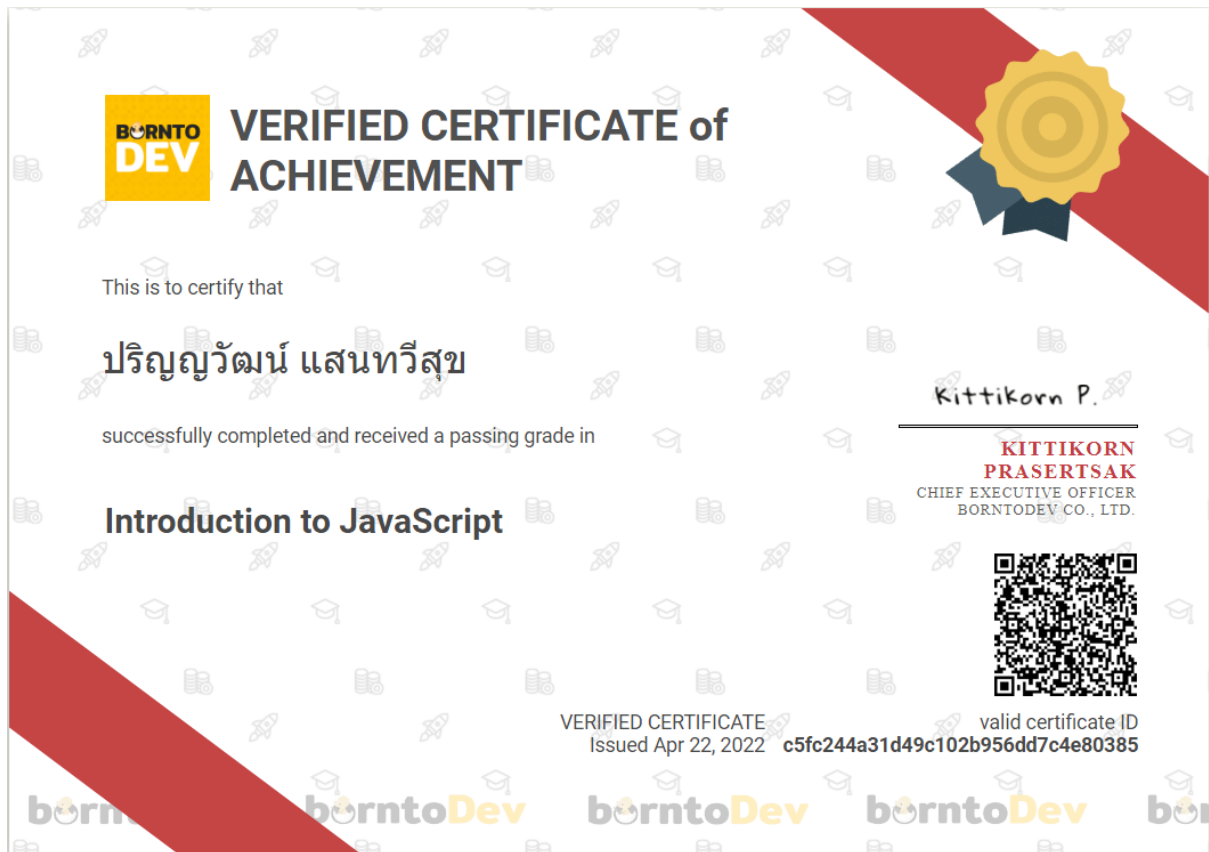 BORNTO
DEV
VERIFIED CERTIFICATE of
ACHIEVEMENT
This is to certify that
ปริญญวัฒน์ แสนทวีสุข
successfully completed and received a passing grade in
Introduction to JavaScript
Kittikorn P.
KITTIKORN
PRASERTSAK
CHIEF EXECUTIVE OFFICER
BORNTODEV CO., LTD.
VERIFIED CERTIFICATE
Issued Apr 22, 2022
valid certificate ID
c5fc244a31d49c102b956dd7c4e80385
borntoDev borntoDev borntoDev